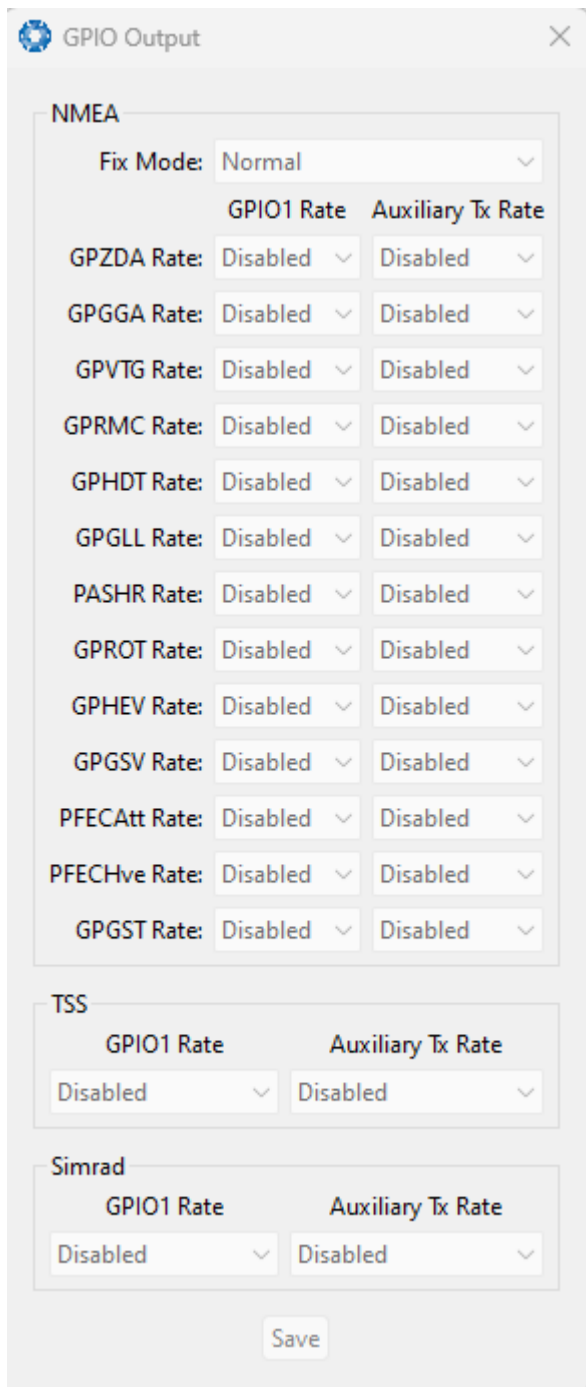 GPIO Output
NMEA
Fix Mode: Normal
GPIO1 Rate Auxiliary Tx Rate
GPZDA Rate: Disabled Disabled
GPGGA Rate: Disabled Disabled
GPVTG Rate: Disabled Disabled
GPRMC Rate: Disabled Disabled
GPHDT Rate: Disabled Disabled
GPGLL Rate: Disabled Disabled
PASHR Rate: Disabled Disabled
GPROT Rate: Disabled Disabled
GPHEV Rate: Disabled Disabled
GPGSV Rate: Disabled Disabled
PFECAtt Rate: Disabled Disabled
PFECHve Rate: Disabled Disabled
GPGST Rate: Disabled Disabled
TSS
GPIO1 Rate Auxiliary Tx Rate
Disabled Disabled
Simrad
GPIO1 Rate Auxiliary Tx Rate
Disabled Disabled
Save